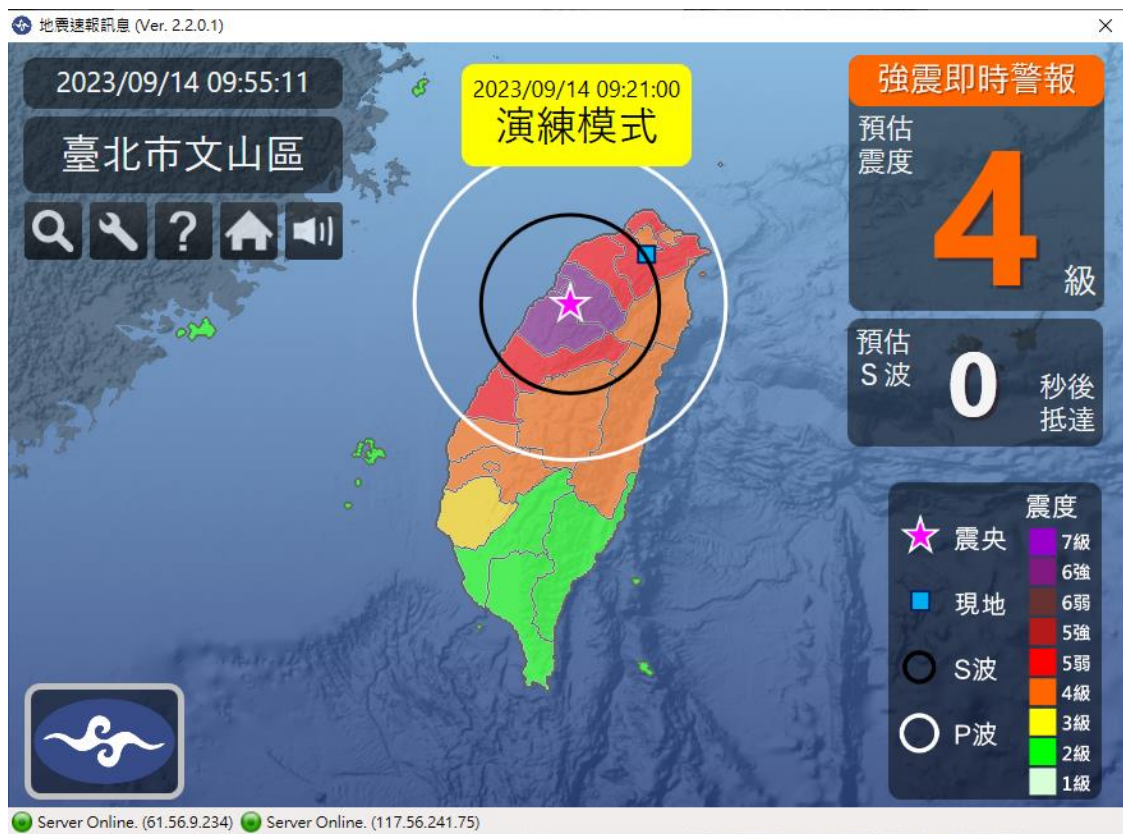 地震速報訊息 (Ver. 2.2.0.1)
2023/09/14 09:55:11
臺北市文山區
?
2023/09/14 09:21:00
演練模式
強震即時警報
預估
震度
4
級
預估
S波
0
秒後
抵達
震度
震央
現地
S波
P波
7級
6強
6弱
5強
5弱
4級
3級
2級
1級
Server Online. (61.56.9.234)
Server Online. (117.56.241.75)